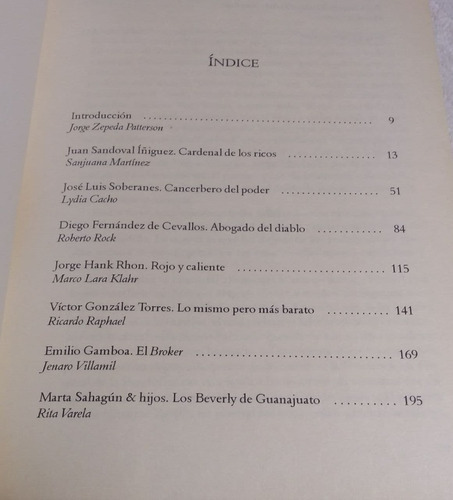 ÍNDICE
Introducción .................................................. 9
Jorge Zepeda Patterson
Juan Sandoval Íñiguez. Cardenal de los ricos ................ 13
Sanjuana Martínez
José Luis Soberanes. Cancerbero del poder ................ 51
Lydia Cacho
Diego Fernández de Cevallos. Abogado del diablo ............ 84
Roberto Rock
Jorge Hank Rhon. Rojo y caliente ........................ 115
Marco Lara Klahr
Víctor González Torres. Lo mismo pero más barato .......... 141
Ricardo Raphael
Emilio Gamboa. El Broker .............................. 169
Jenaro Villamil
Marta Sahagún & hijos. Los Beverly de Guanajuato .......... 195
Rita Varela